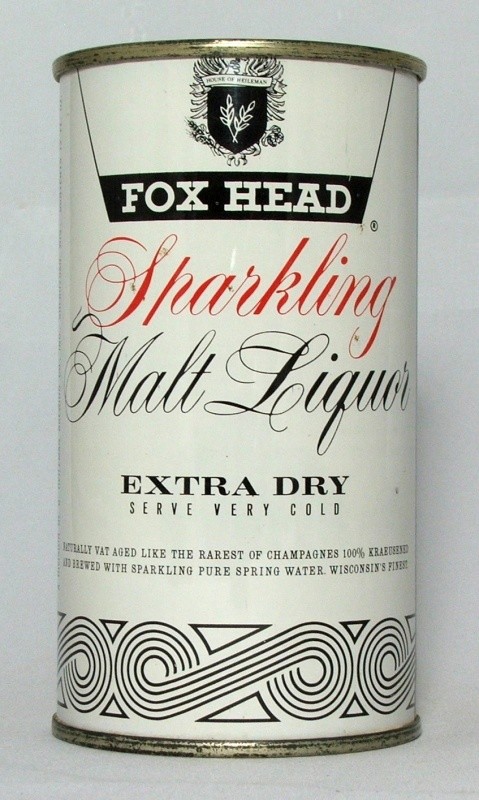 HOUSE OF HEILEMAN
FOX HEAD
®
Sparkling
Malt Liquor
EXTRA DRY
SERVE VERY COLD
NATURALLY VAT AGED LIKE THE RAREST OF CHAMPAGNES 100% KRAEUSENED
AND BREWED WITH SPARKLING PURE SPRING WATER. WISCONSIN'S FINEST.